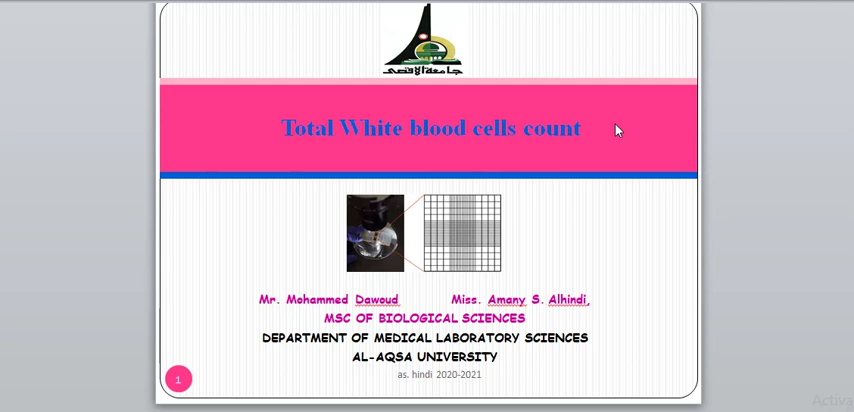 جامعة الأقصى
Total White blood cells count
Mr. Mohammed Dawoud Miss. Amany S. Alhindi,
MSC OF BIOLOGICAL SCIENCES
DEPARTMENT OF MEDICAL LABORATORY SCIENCES
AL-AQSA UNIVERSITY
as. hindi 2020-2021
1
Activa